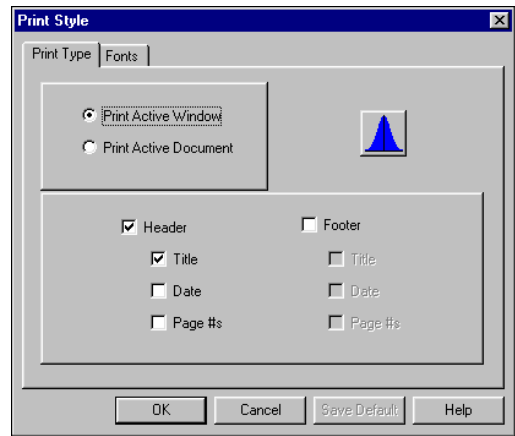 Print Style
Print Type Fonts
Print Active Window
Print Active Document
Header Footer
Title Title
Date Date
Page #s Page #s
OK Cancel Save Default Help